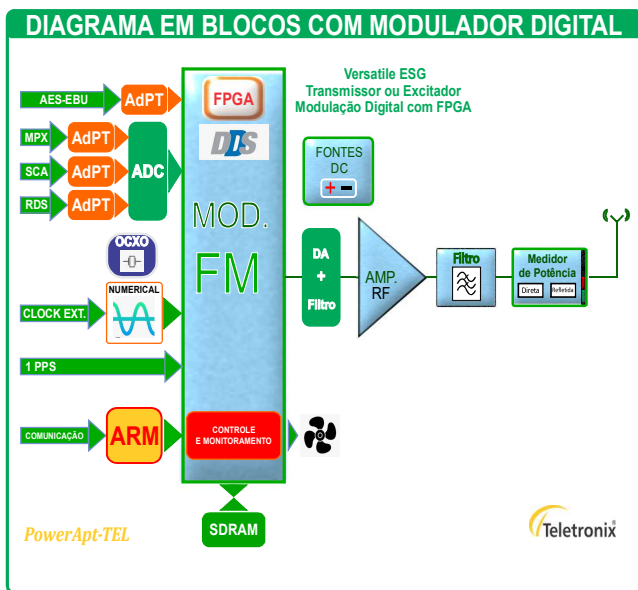 DIAGRAMA EM BLOCOS COM MODULADOR DIGITAL
Versatile ESG
Transmissor ou Excitador
Modulação Digital com FPGA
AES-EBU
AdPT
FPGA
DDS
MPX
AdPT
SCA
AdPT
RDS
AdPT
ADC
FONTES
DC
+ -
MOD.
FM
OCXO
NUMERICAL
CLOCK EXT.
DA
+
Filtro
AMP.
RF
Filtro
Medidor
de Potência
Direta
Refletida
1 PPS
COMUNICAÇÃO
ARM
CONTROLE
E MONITORAMENTO
SDRAM
PowerApt-TEL
Teletronix®